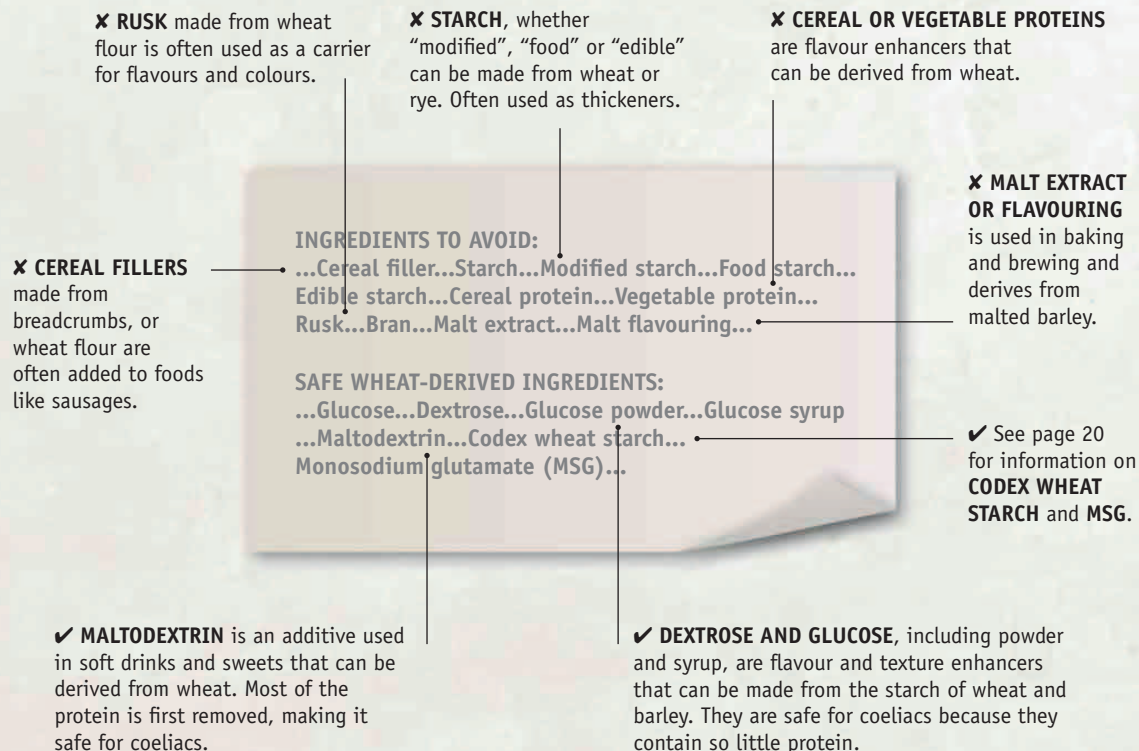 ✘ RUSK made from wheat
flour is often used as a carrier
for flavours and colours.
✘ STARCH, whether
“modified”, “food” or “edible”
can be made from wheat or
rye. Often used as thickeners.
✘ CEREAL OR VEGETABLE PROTEINS
are flavour enhancers that
can be derived from wheat.
✘ MALT EXTRACT
OR FLAVOURING
is used in baking
and brewing and
derives from
malted barley.
✘ CEREAL FILLERS
made from
breadcrumbs, or
wheat flour are
often added to foods
like sausages.
INGREDIENTS TO AVOID:
...Cereal filler...Starch...Modified starch...Food starch...
Edible starch...Cereal protein...Vegetable protein...
Rusk...Bran...Malt extract...Malt flavouring...
SAFE WHEAT-DERIVED INGREDIENTS:
...Glucose...Dextrose...Glucose powder...Glucose syrup
...Maltodextrin...Codex wheat starch...
Monosodium glutamate (MSG)...
✔ See page 20
for information on
CODEX WHEAT
STARCH and MSG.
✔ MALTODEXTRIN is an additive used
in soft drinks and sweets that can be
derived from wheat. Most of the
protein is first removed, making it
safe for coeliacs.
✔ DEXTROSE AND GLUCOSE, including powder
and syrup, are flavour and texture enhancers
that can be made from the starch of wheat and
barley. They are safe for coeliacs because they
contain so little protein.